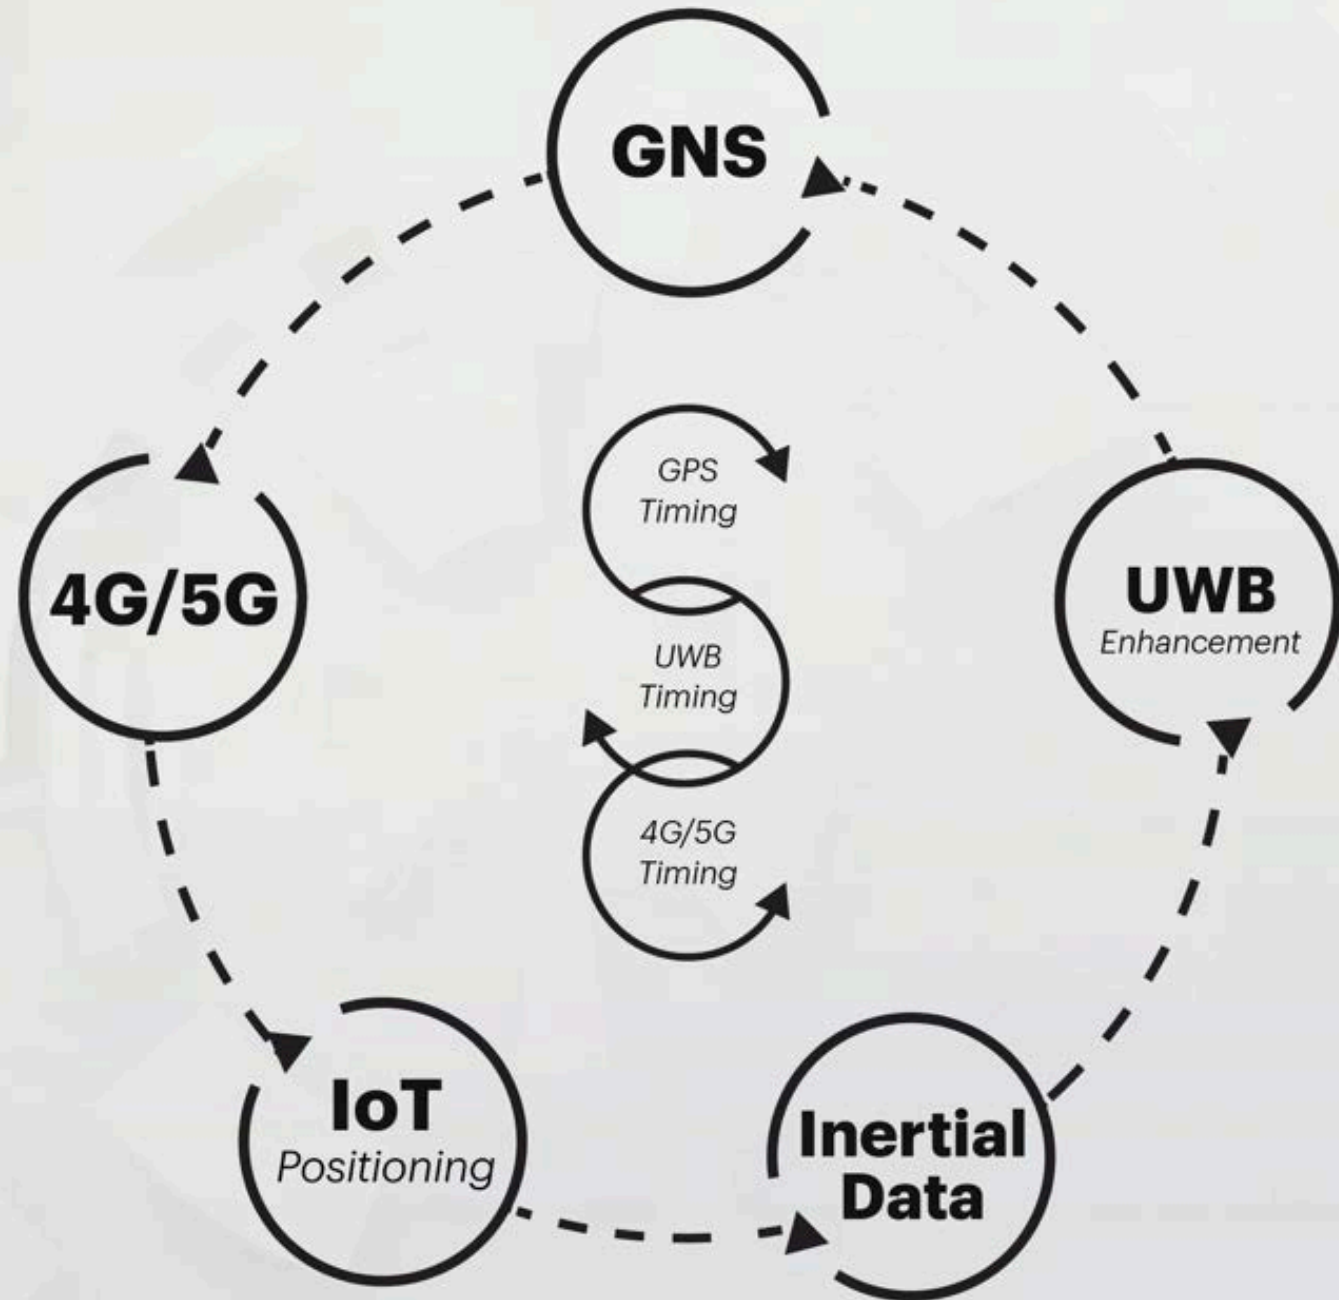 GNS
4G/5G
UWB
Enhancement
GPS
Timing
UWB
Timing
4G/5G
Timing
IoT
Positioning
Inertial
Data